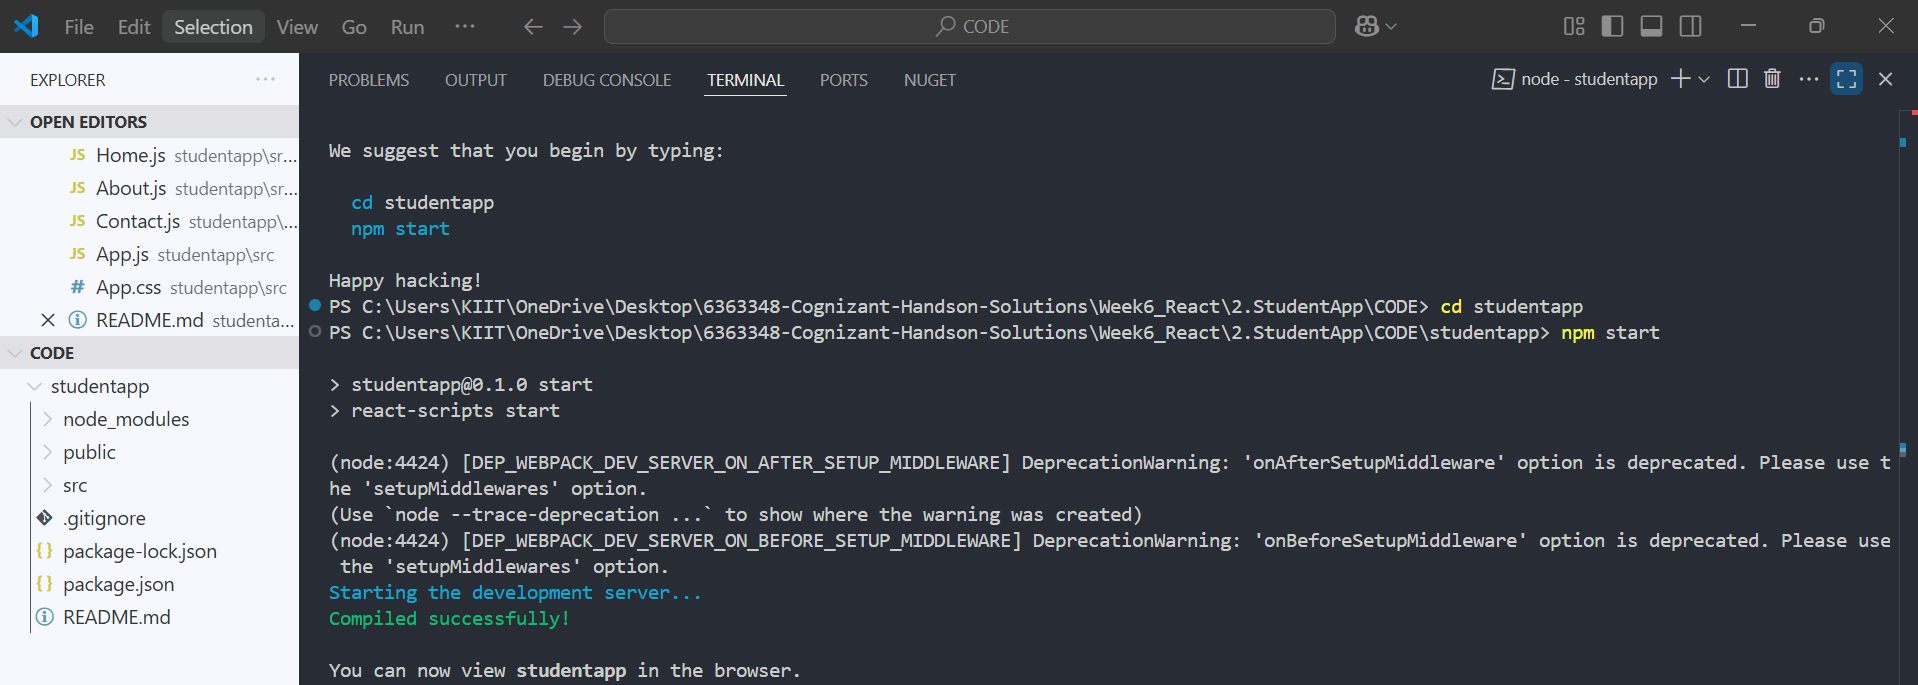 File Edit Selection View Go Run ··· CODE
EXPLORER ···
OPEN EDITORS
JS Home.js studentapp\sr...
JS About.js studentapp\sr...
JS Contact.js studentapp\...
JS App.js studentapp\src
# App.css studentapp\src
README.md studenta...
CODE
studentapp
node_modules
public
src
.gitignore
{} package-lock.json
{} package.json
README.md
PROBLEMS OUTPUT DEBUG CONSOLE TERMINAL PORTS NUGET node - studentapp
We suggest that you begin by typing:
cd studentapp
npm start
Happy hacking!
PS C:\Users\KIIT\OneDrive\Desktop\6363348-Cognizant-Handson-Solutions\Week6_React\2.StudentApp\CODE> cd studentapp
PS C:\Users\KIIT\OneDrive\Desktop\6363348-Cognizant-Handson-Solutions\Week6_React\2.StudentApp\CODE\studentapp> npm start
> studentapp@0.1.0 start
> react-scripts start
(node:4424) [DEP_WEBPACK_DEV_SERVER_ON_AFTER_SETUP_MIDDLEWARE] DeprecationWarning: 'onAfterSetupMiddleware' option is deprecated. Please use t
he 'setupMiddlewares' option.
(Use `node --trace-deprecation ...` to show where the warning was created)
(node:4424) [DEP_WEBPACK_DEV_SERVER_ON_BEFORE_SETUP_MIDDLEWARE] DeprecationWarning: 'onBeforeSetupMiddleware' option is deprecated. Please use
the 'setupMiddlewares' option.
Starting the development server...
Compiled successfully!
You can now view studentapp in the browser.